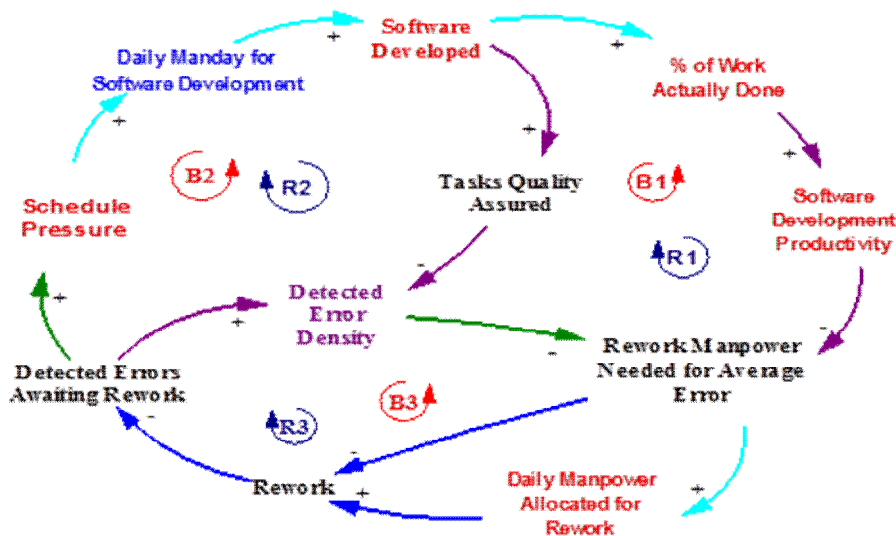 Software
Developed
+
+
Daily Manday for
Software Development
+
% of Work
Actually Done
+
+
B2
R2
Tasks Quality
Assured
B1
Schedule
Pressure
Software
Development
Productivity
R1
-
+
+
Detected
Error
Density
-
-
Detected Errors
Awaiting Rework
-
Rework Manpower
Needed for Average
Error
B3
R3
-
Rework
+
Daily Manpower
Allocated for
Rework
+